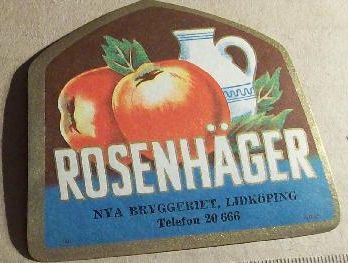 ROSENHÄGER
NYA BRYGGERIET, LIDKÖPING
Telefon 20 666